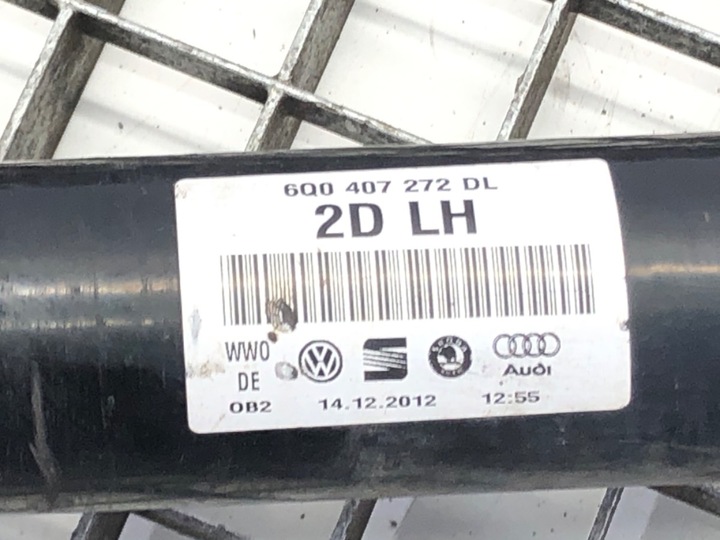 6Q0 407 272 DL
2D LH
WWO
DE
Audi
OB2 14.12.2012 12:55